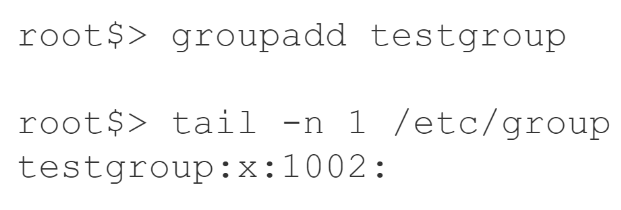 root$> groupadd testgroup
root$> tail -n 1 /etc/group
testgroup:x:1002: